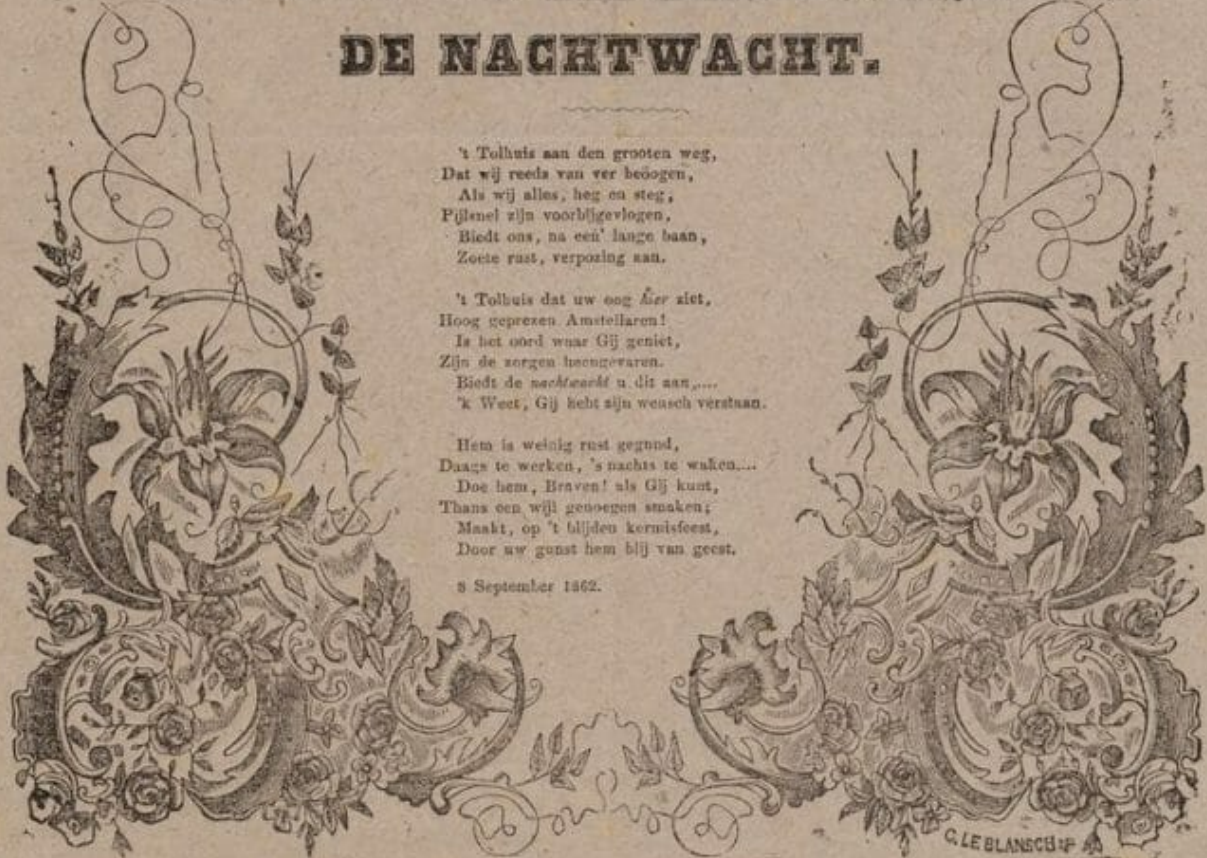 DE NACHTWACHT.
't Tolhuis aan den grooten weg,
Dat wij reeds van ver beöogen,
Als wij alles, heg en steg,
Pijlsnel zijn voorbijgevlogen,
Biedt ons, na een' lange baan,
Zoete rust, verpozing aan.
't Tolhuis dat uw oog hier ziet,
Hoog geprezen Amstellaren!
Is het oord waar Gij geniet,
Zijn de zorgen heengevaren.
Biedt de nachtwacht u dit aan,....
'k Weet, Gij hebt zijn wensch verstaan.
Hem is weinig rust gegund,
Daags te werken, 's nachts te waken,...
Doe hem, Braven! als Gij kunt,
Thans een wijl genoegen smaken;
Maakt, op 't blijden kermisfeest,
Door uw gunst hem blij van geest.
8 September 1862.
C. LE BLANSCH